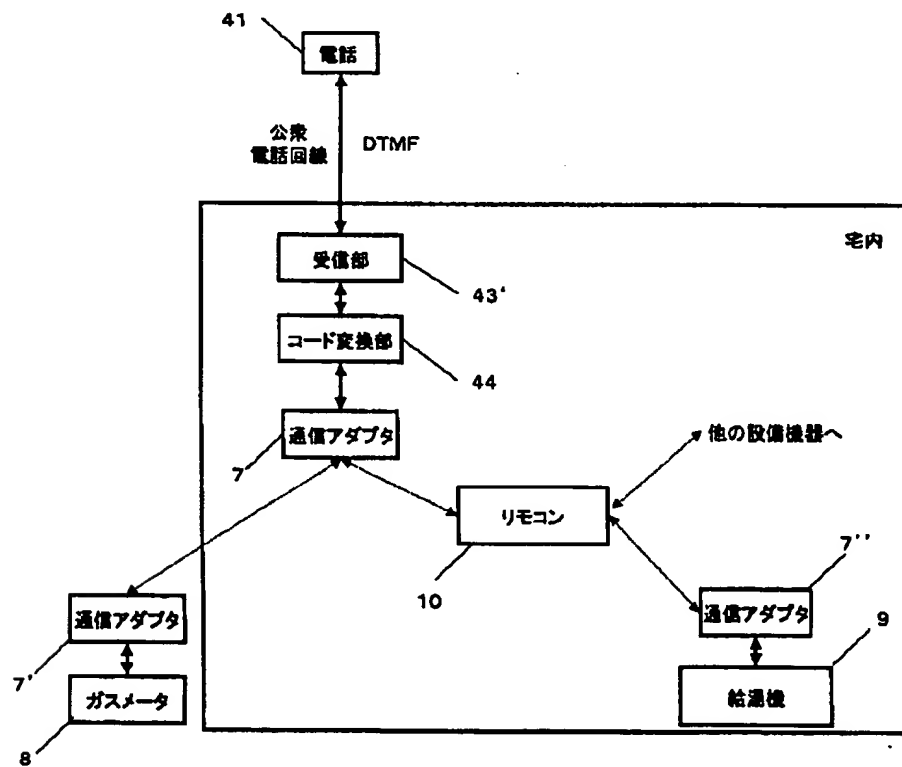 41
電話
公衆
電話回線
DTMF
宅内
受信部
43'
コード変換部
44
通信アダプタ
7
他の設備機器へ
リモコン
10
7''
通信アダプタ
通信アダプタ
9
7'
給湯機
ガスメータ
8